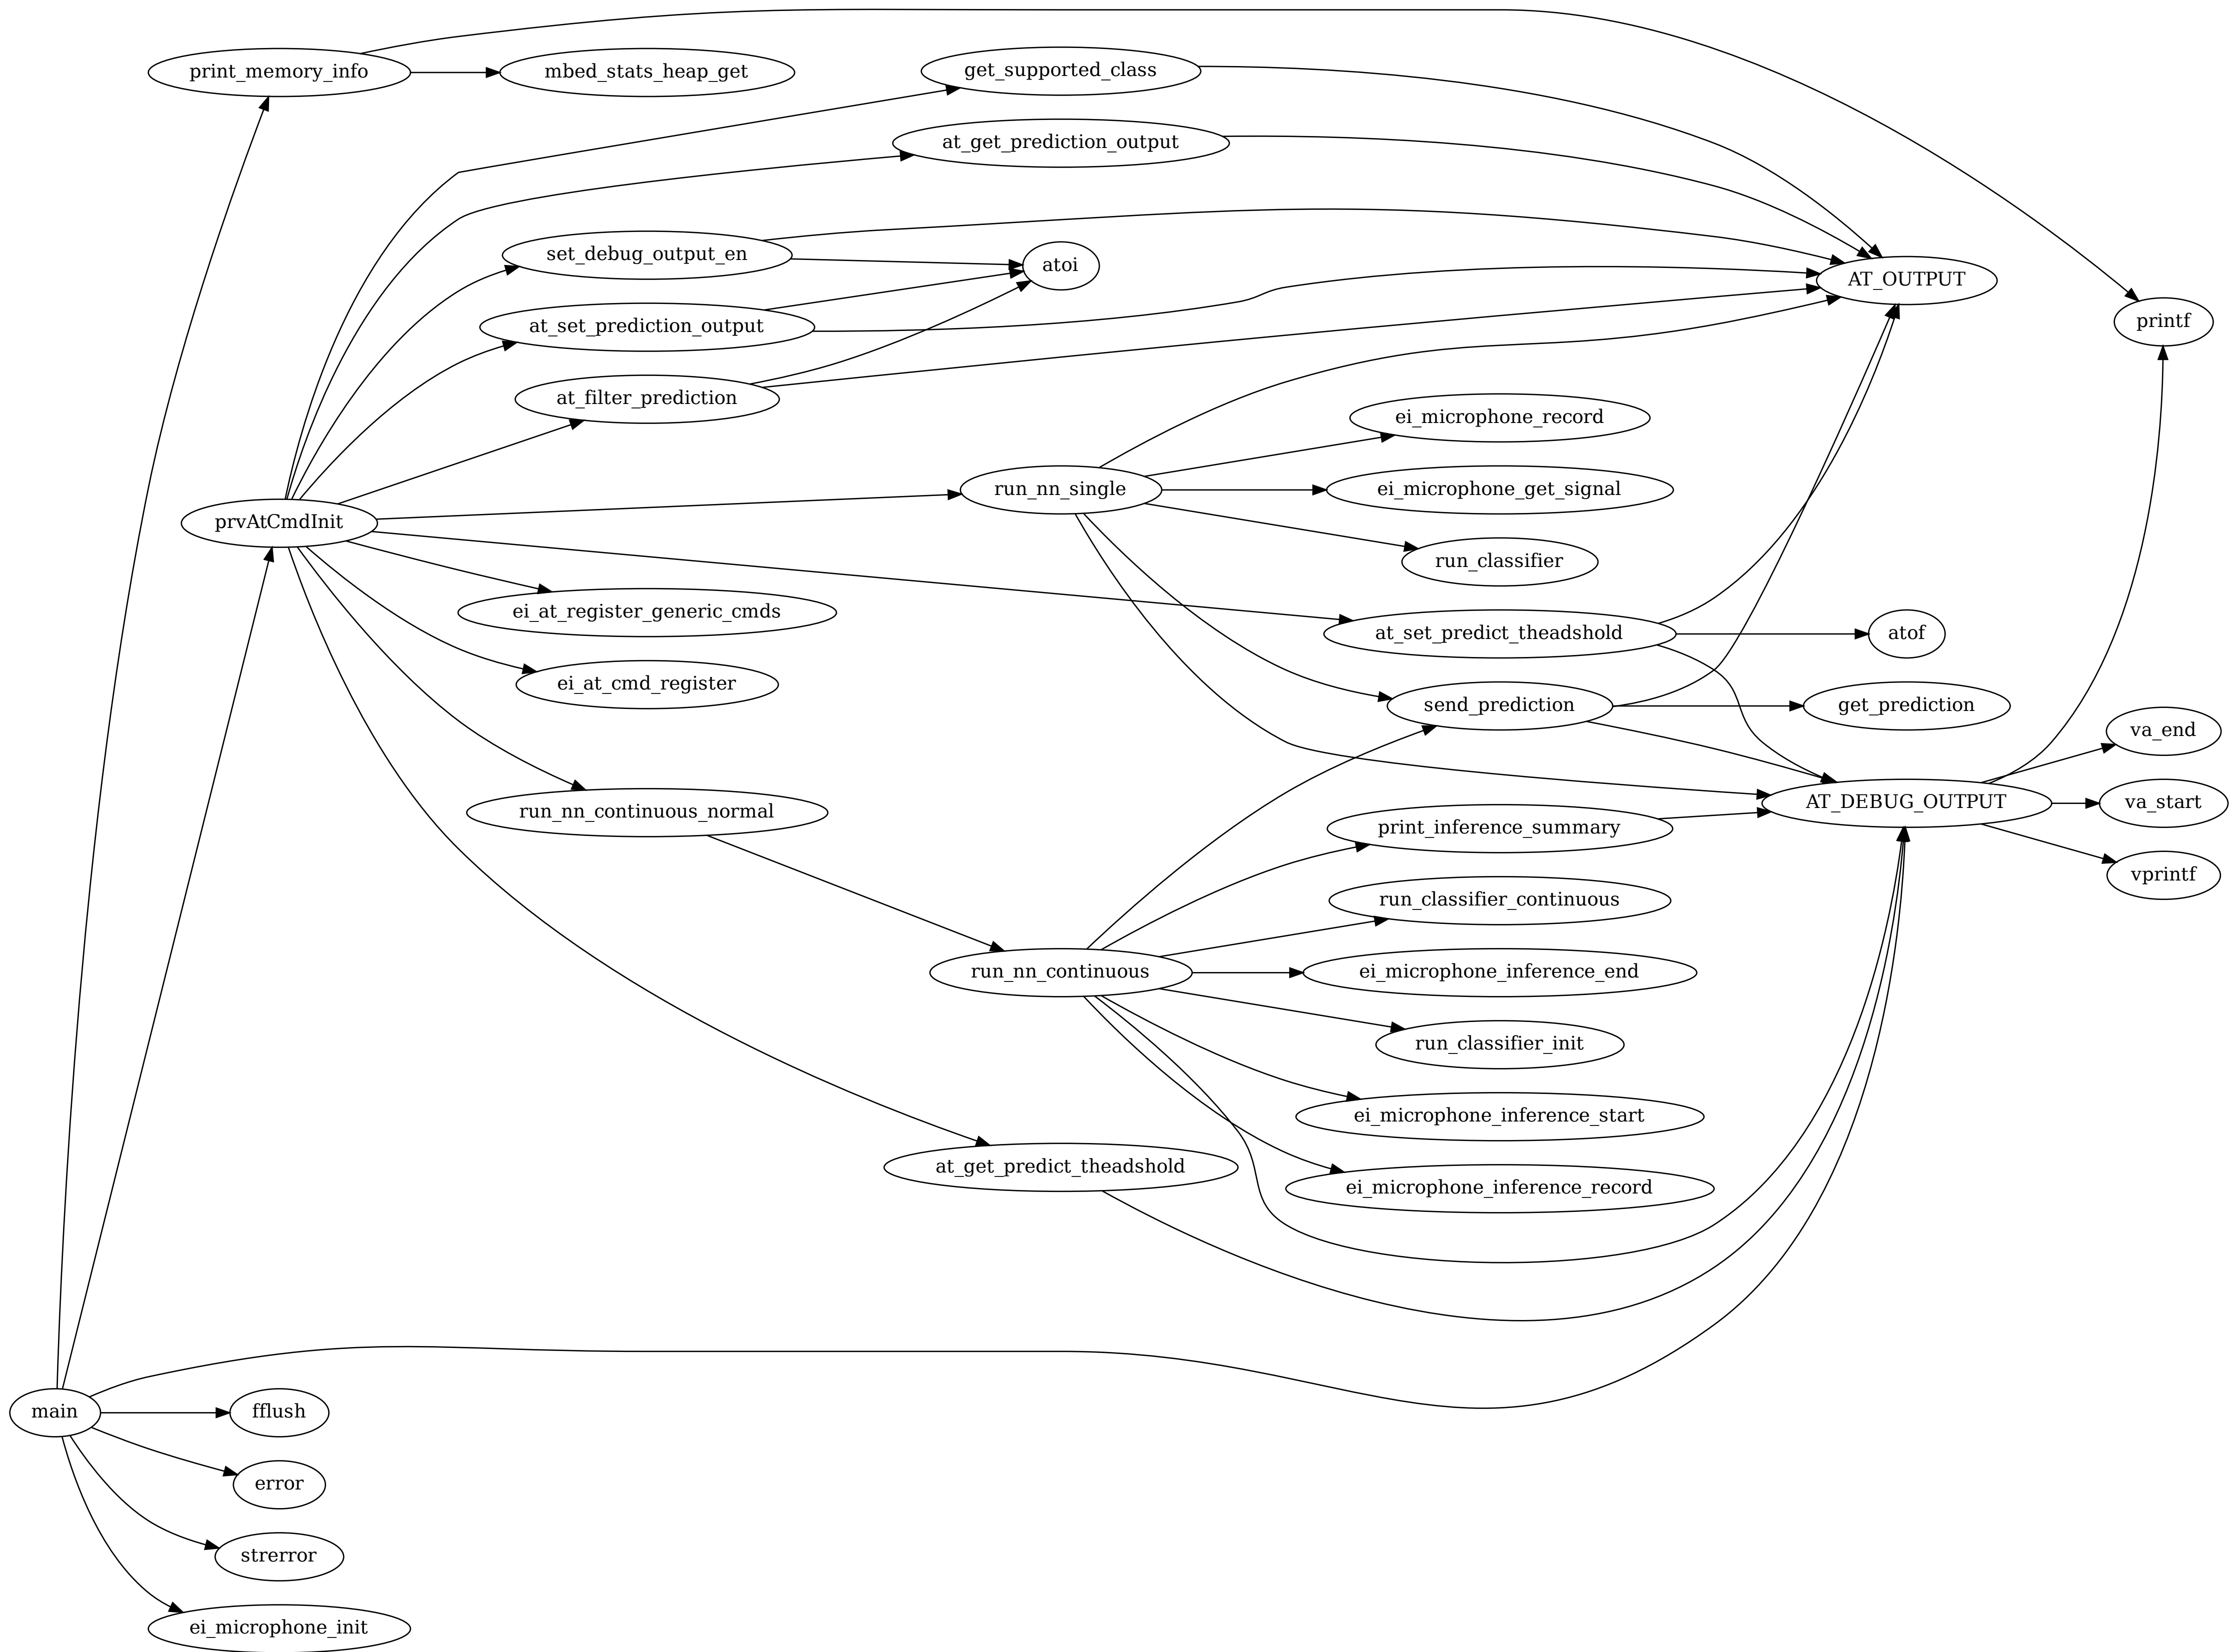 print_memory_info
mbed_stats_heap_get
get_supported_class
at_get_prediction_output
set_debug_output_en
atoi
AT_OUTPUT
at_set_prediction_output
printf
at_filter_prediction
ei_microphone_record
run_nn_single
ei_microphone_get_signal
prvAtCmdInit
run_classifier
ei_at_register_generic_cmds
at_set_predict_theadshold
atof
ei_at_cmd_register
send_prediction
get_prediction
va_end
run_nn_continuous_normal
AT_DEBUG_OUTPUT
va_start
print_inference_summary
vprintf
run_classifier_continuous
run_nn_continuous
ei_microphone_inference_end
run_classifier_init
ei_microphone_inference_start
at_get_predict_theadshold
ei_microphone_inference_record
main
fflush
error
strerror
ei_microphone_init